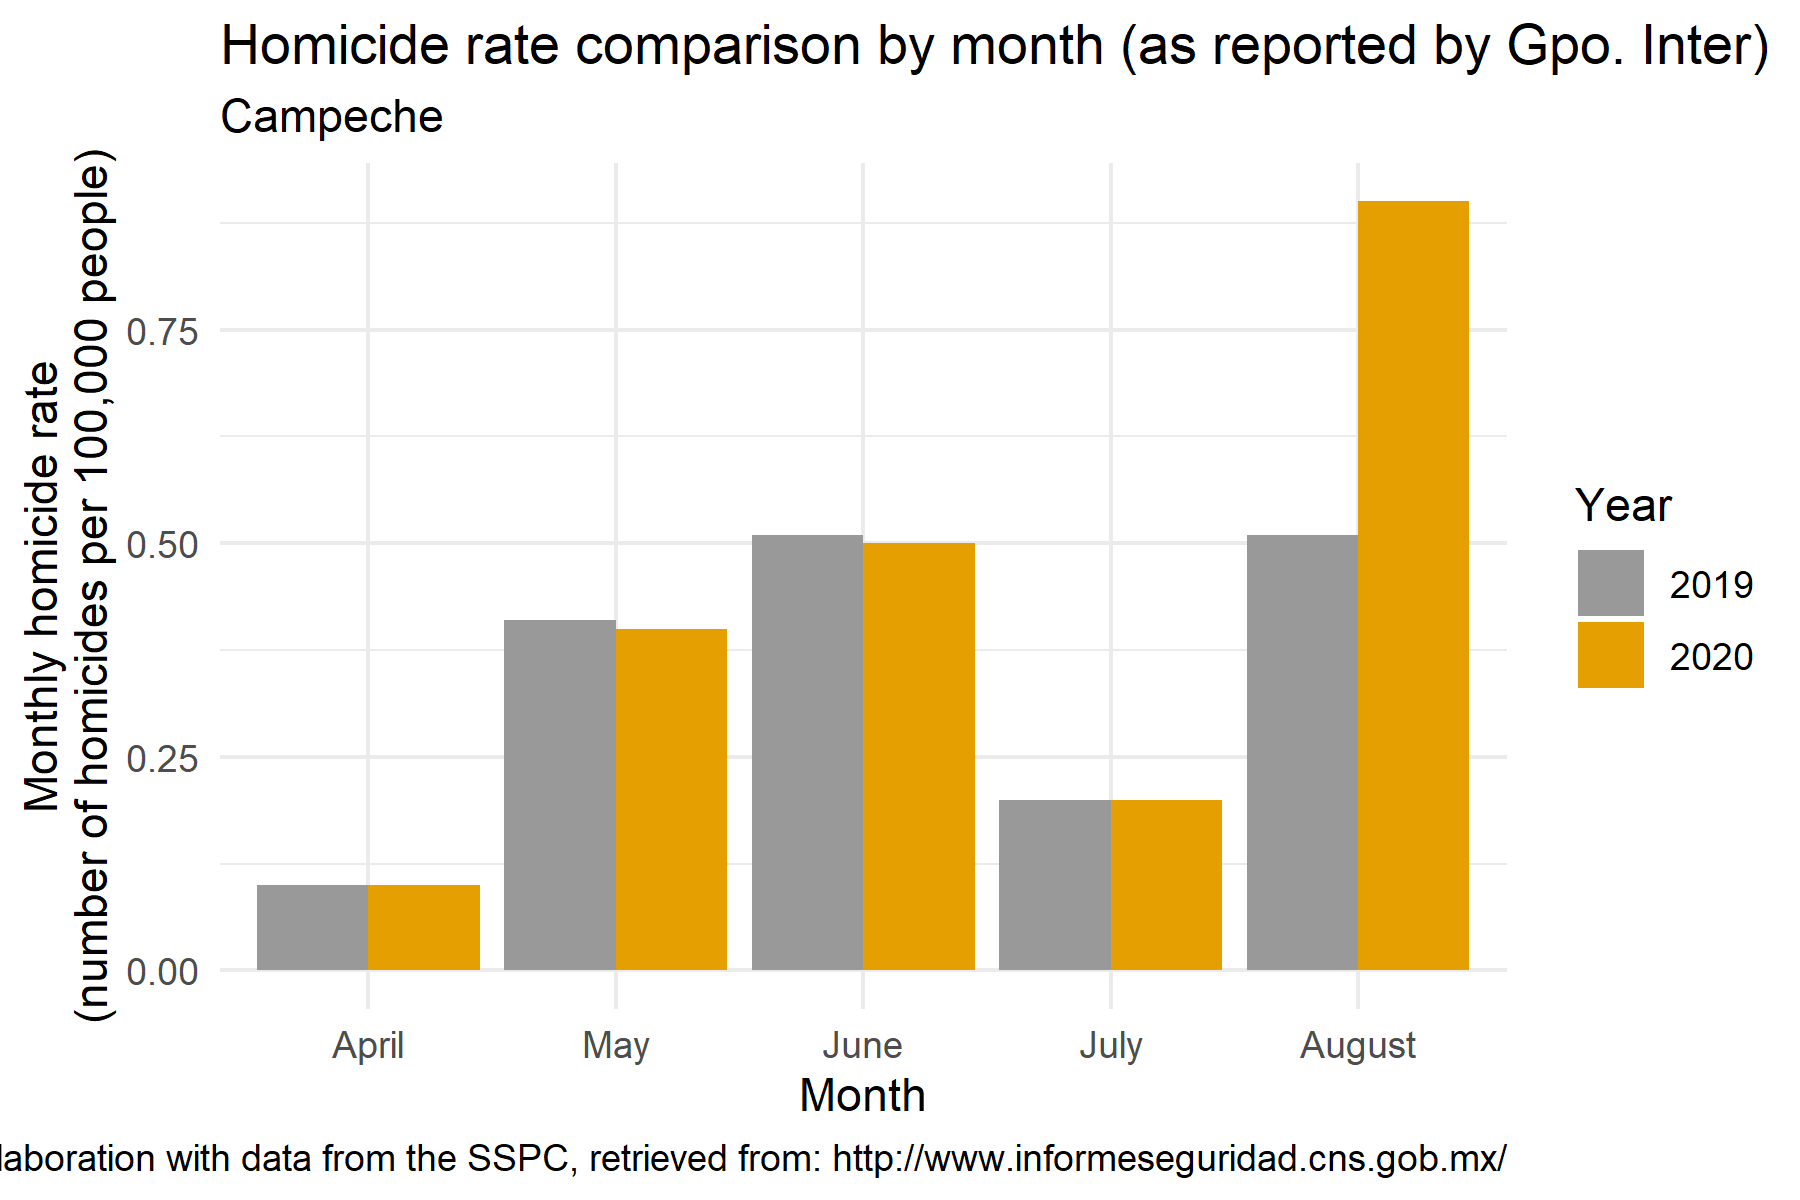 Homicide rate comparison by month (as reported by Gpo. Inter)
Campeche
Monthly homicide rate
(number of homicides per 100,000 people)
0.75
0.50
0.25
0.00
April
May
June
July
August
Month
Year
2019
2020
with data from the SSPC, retrieved from: http://www.informeseguridad.cns.gob.mx/